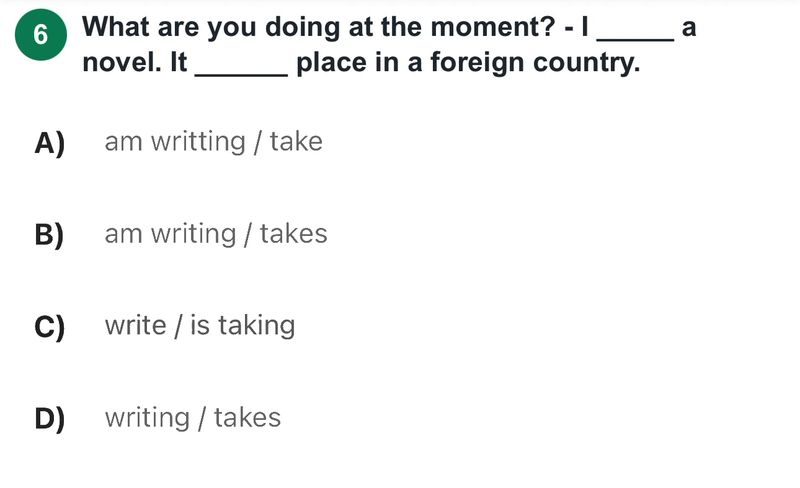 6
What are you doing at the moment? - I _____ a
novel. It ______ place in a foreign country.
A) am writting / take
B) am writing / takes
C) write / is taking
D) writing / takes